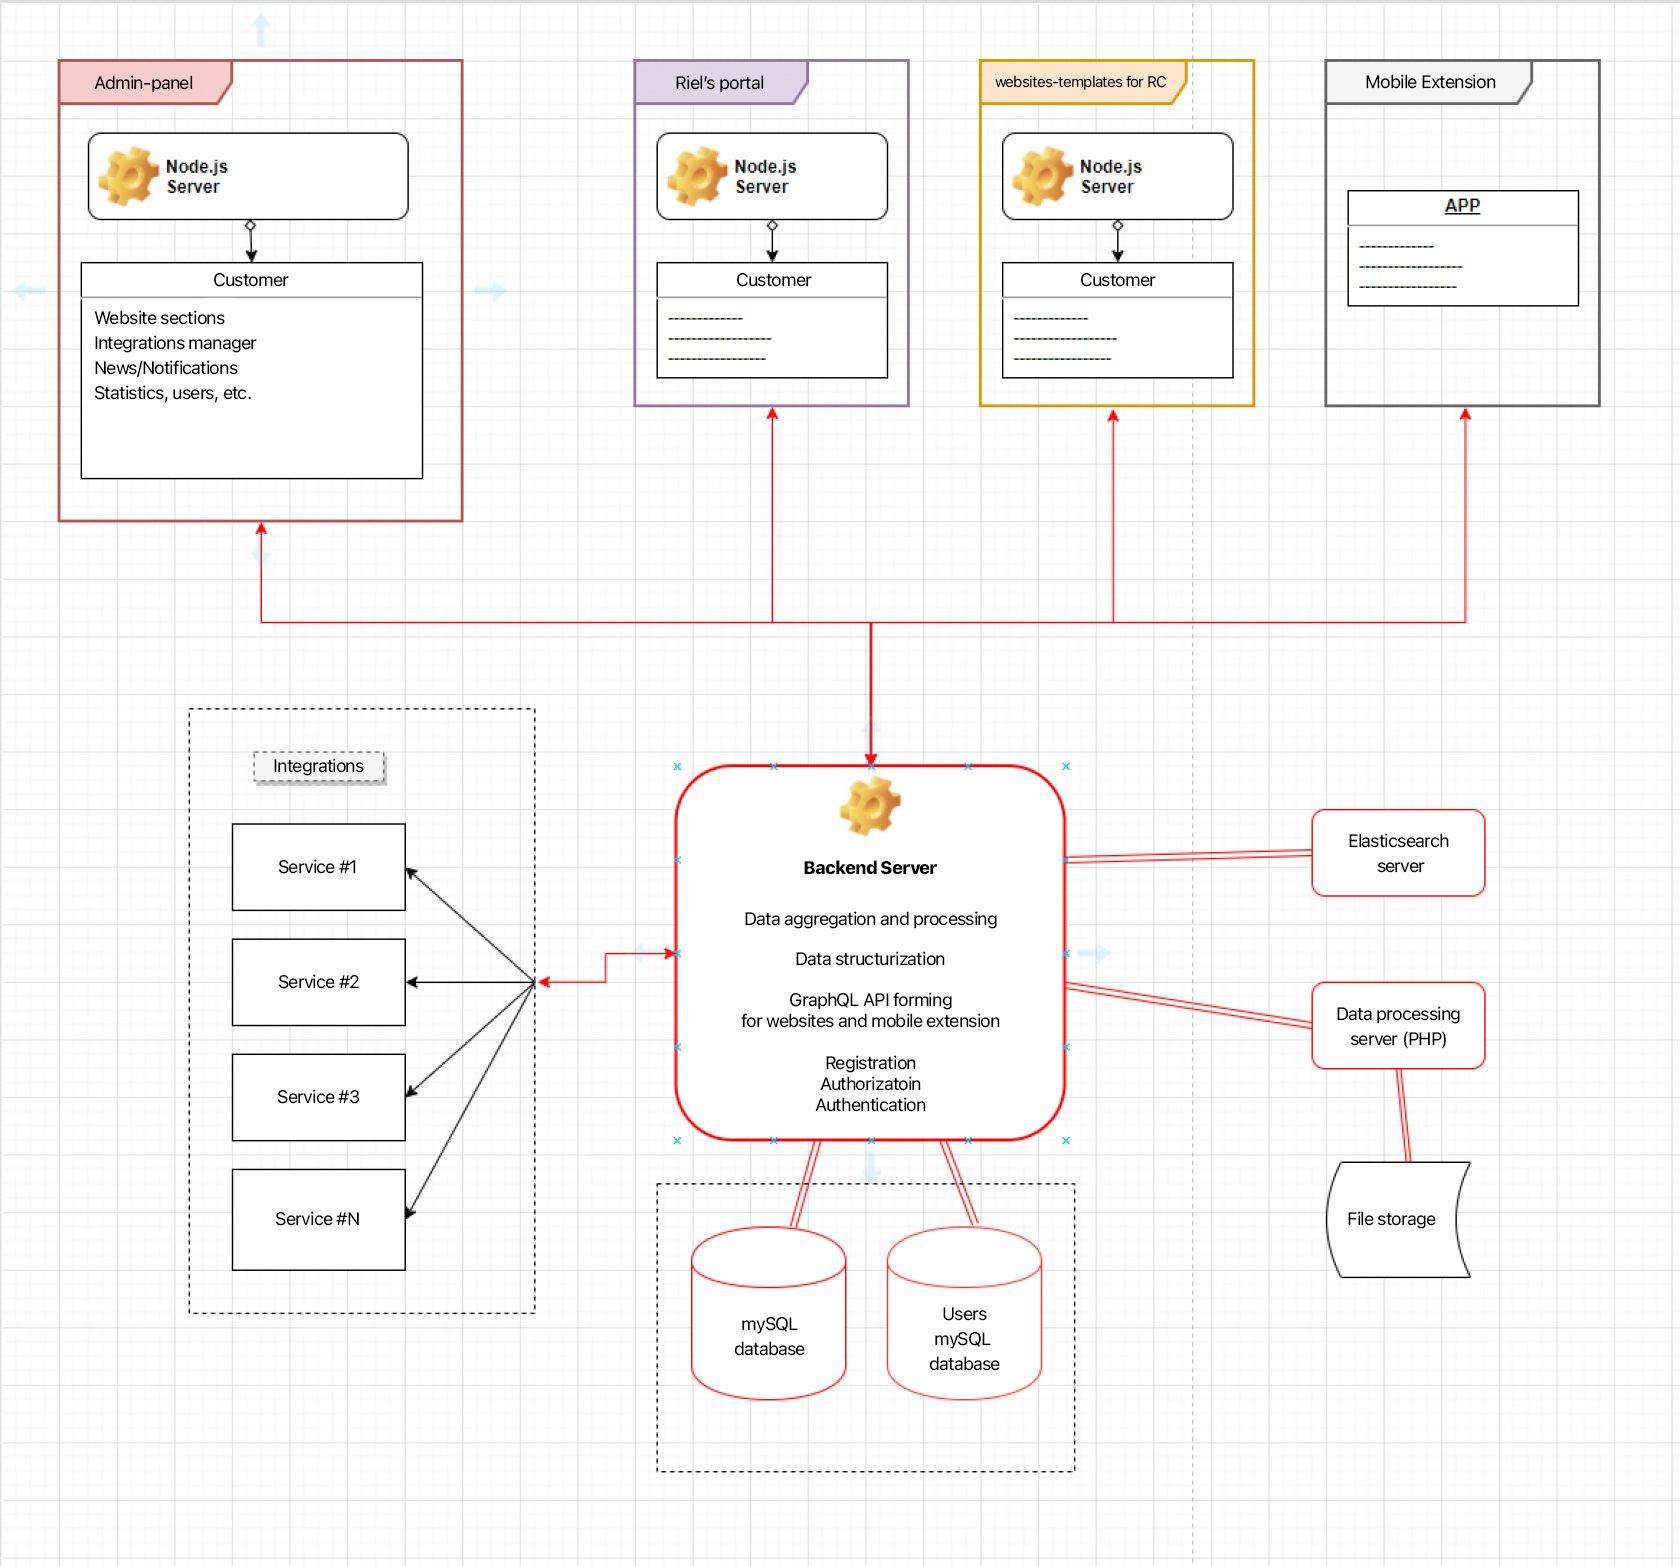 Admin-panel
Node.js
Server
Customer
Website sections
Integrations manager
News/Notifications
Statistics, users, etc.
Riel's portal
Node.js
Server
Customer
-------------
------------------
-----------------
websites-templates for RC
Node.js
Server
Customer
-------------
------------------
-----------------
Mobile Extension
APP
-------------
------------------
-----------------
Integrations
Service #1
Service #2
Service #3
Service #N
Backend Server
Data aggregation and processing
Data structurization
GraphQL API forming
for websites and mobile extension
Registration
Authorizatoin
Authentication
Elasticsearch
server
Data processing
server (PHP)
File storage
mySQL
database
Users
mySQL
database